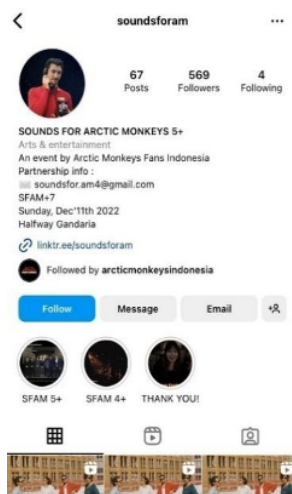 soundsforam
67
569
4
Posts
Followers
Following
SOUNDS FOR ARCTIC MONKEYS 5+
Arts & entertainment
An event by Arctic Monkeys Fans Indonesia
Partnership info :
soundsfor.am4@gmail.com
SFAM+7
Sunday, Dec'11th 2022
Halfway Gandaria
linktr.ee/soundsforam
Followed by arcticmonkeysindonesia
Follow
Message
Email
SFAM 5+
SFAM 4+
THANK YOU!